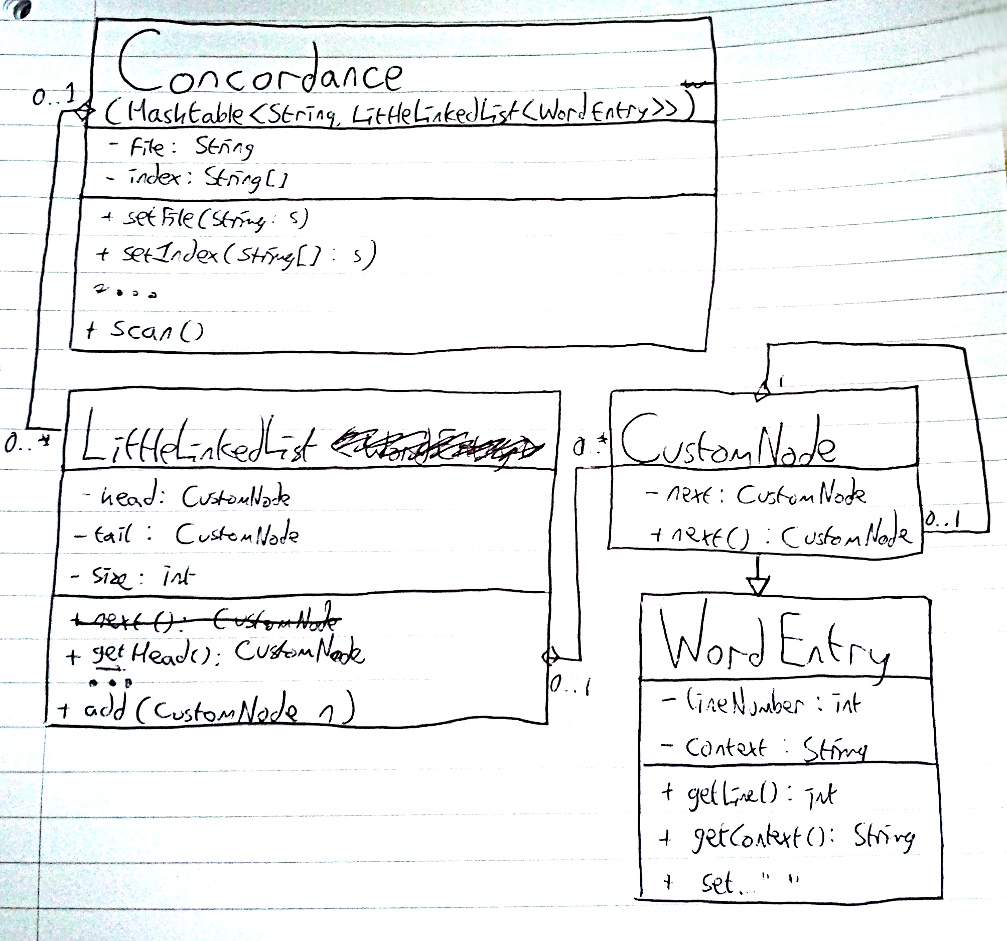 Concordance
0..1
(Hashtable<String, LittleLinkedList<WordEntry>>)
- File: String
- index: String[]
+ setFile(String: s)
+ setIndex(String[] : s)
....
+ scan()
0..*
LittleLinkedList
- head: CustomNode
- tail: CustomNode
- size: int
+ next(): CustomNode
+ getHead(): CustomNode
...
+ add(CustomNode n)
0..1
1
0..*
CustomNode
- next: CustomNode
+ next(): CustomNode
0..1
WordEntry
- lineNumber: int
- context: String
+ getLine(): int
+ getContext(): String
+ set... " "